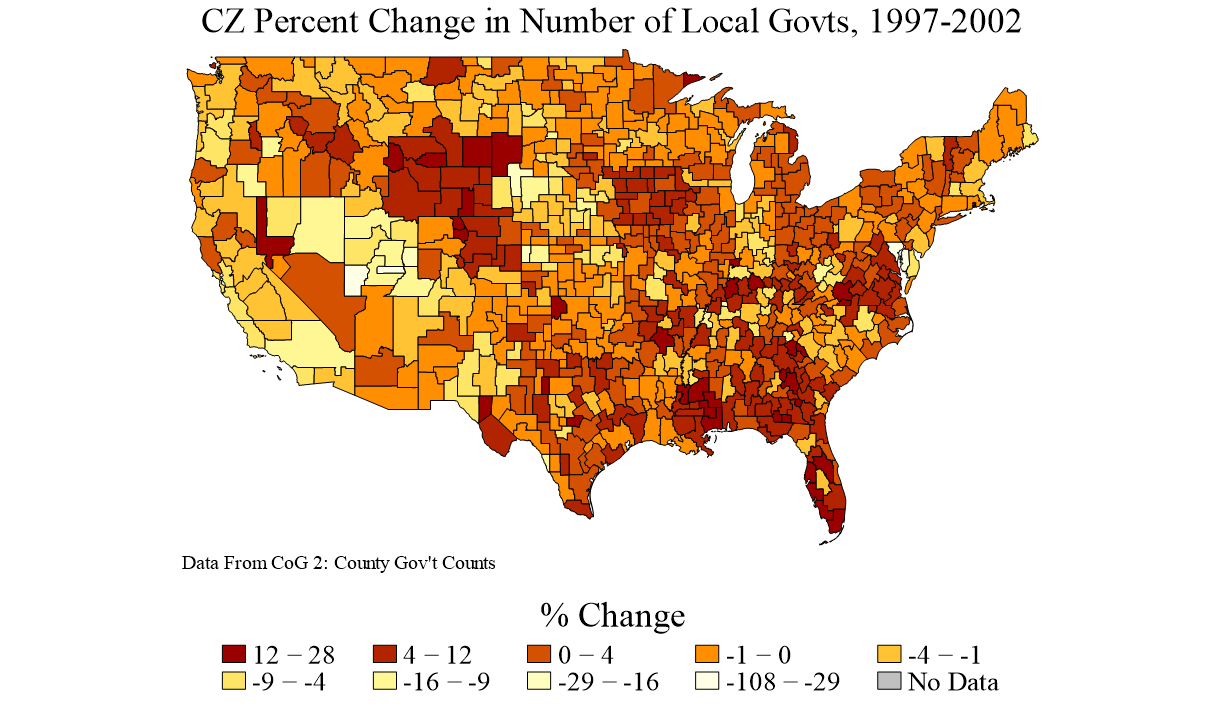 CZ Percent Change in Number of Local Govts, 1997-2002
Data From CoG 2: County Gov't Counts
% Change
12 – 28 4 – 12 0 – 4 -1 – 0 -4 – -1
-9 – -4 -16 – -9 -29 – -16 -108 – -29 No Data